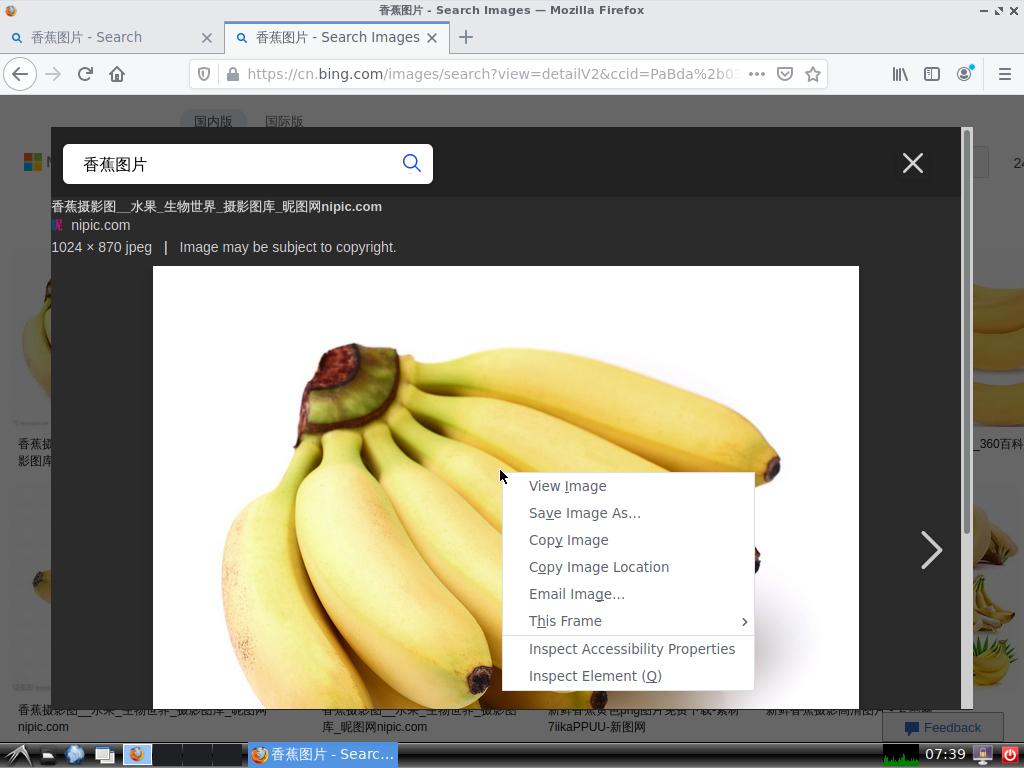 香蕉图片 - Search Images — Mozilla Firefox
香蕉图片 - Search
香蕉图片 - Search Images
https://cn.bing.com/images/search?view=detailV2&ccid=PaBda%2b03
国内版
国际版
香蕉图片
香蕉摄影图__水果_生物世界_摄影图库_昵图网nipic.com
昵 nipic.com
1024 × 870 jpeg | Image may be subject to copyright.
View Image
Save Image As…
Copy Image
Copy Image Location
Email Image…
This Frame
Inspect Accessibility Properties
Inspect Element (Q)
香蕉摄
影图库
_360百科
香蕉摄影图__水果_生物世界_摄影图库_昵图网
nipic.com
香蕉摄影图__水果_生物世界_摄影图
库_昵图网nipic.com
新鲜香蕉黄色png图片免费下载-素材
7iikaPPUU-新图网
Feedback
香蕉图片 - Searc...
07:39